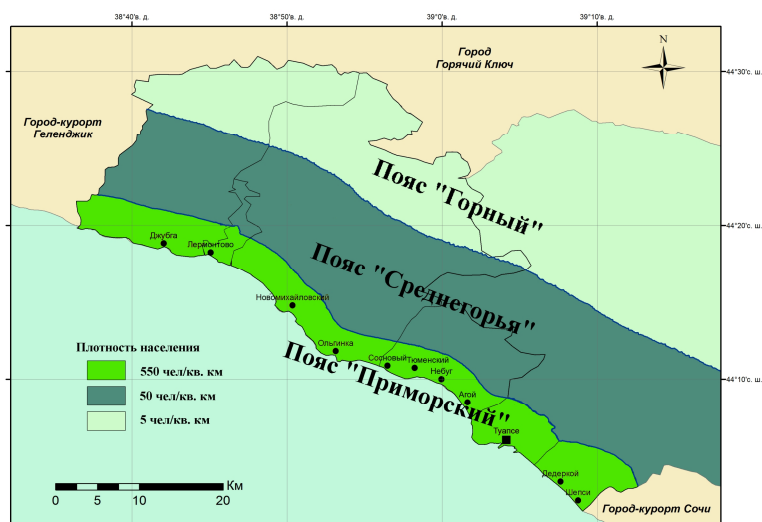 38°40'в. д.
38°50'в. д.
39°0'в. д.
39°10'в. д.
Город
Горячий Ключ
N
44°30'с. ш.
Город-курорт
Геленджик
Пояс "Горный"
44°20'с. ш.
Джубга
Лермонтово
Пояс "Среднегорья"
Новомихайловский
Ольгинка
Сосновый
Тюменский
Небуг
Пояс "Приморский"
44°10'с. ш.
Агой
Туапсе
Дедеркой
Шепси
Город-курорт Сочи
Плотность населения
550 чел/кв. км
50 чел/кв. км
5 чел/кв. км
Км
0 5 10 20